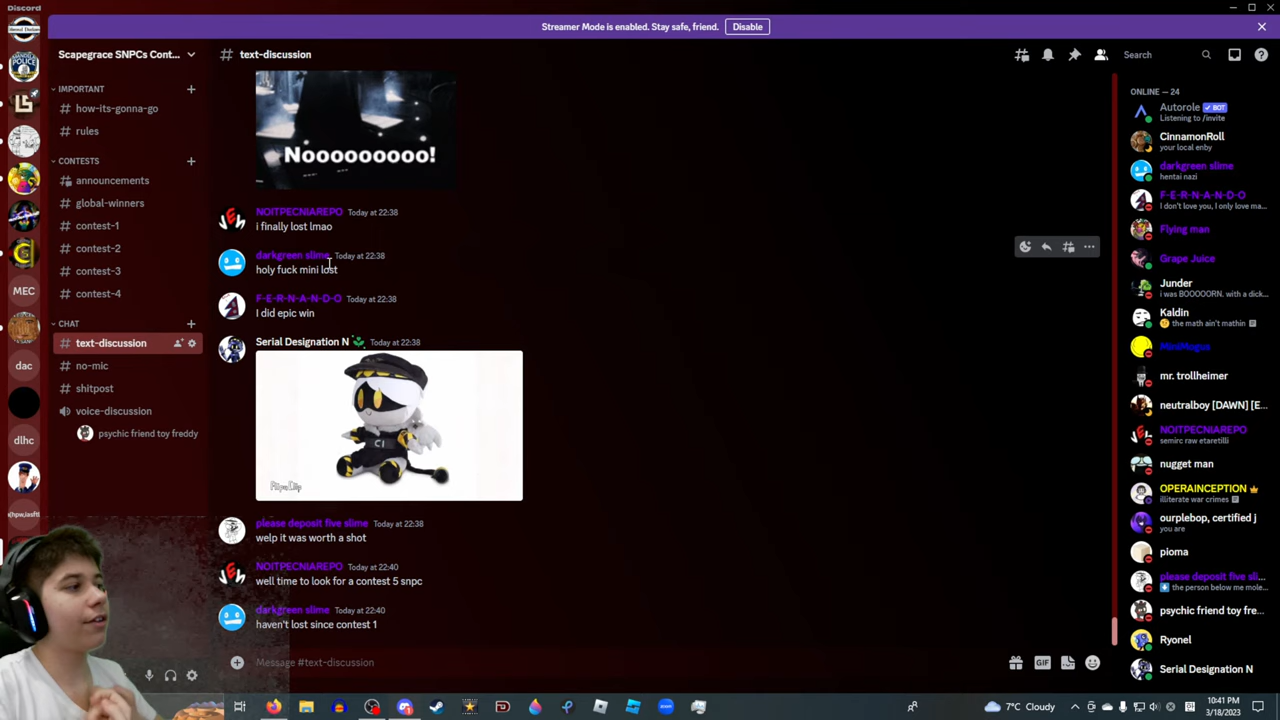 Discord
Streamer Mode is enabled. Stay safe, friend.
Disable
Scapegrace SNPCs Cont...
IMPORTANT
how-its-gonna-go
rules
CONTESTS
announcements
global-winners
contest-1
contest-2
contest-3
contest-4
CHAT
text-discussion
no-mic
shitpost
voice-discussion
psychic friend toy freddy
MEC
dac
dlhc
# text-discussion
Search
Nooooooooo!
NOITPECNIAREPO Today at 22:38
i finally lost lmao
darkgreen slime Today at 22:38
holy fuck mini lost
F-E-R-N-A-N-D-O Today at 22:38
I did epic win
Serial Designation N Today at 22:38
please deposit five slime Today at 22:38
welp it was worth a shot
NOITPECNIAREPO Today at 22:40
well time to look for a contest 5 snpc
darkgreen slime Today at 22:40
haven't lost since contest 1
Message #text-discussion
GIF
ONLINE — 24
Autorole BOT
Listening to /invite
CinnamonRoll
your local enby
darkgreen slime
hentai nazi
F-E-R-N-A-N-D-O
I don't love you, I only love ma...
Flying man
Grape Juice
Junder
i was BOOOOORN. with a dick...
Kaldin
the math ain't mathin
MiniMogus
mr. trollheimer
neutralboy [DAWN] [E...
NOITPECNIAREPO
semirc raw etaretilli
nugget man
OPERAINCEPTION
illiterate war crimes
ourplebop, certified j
you are
pioma
please deposit five sli...
the person below me mole...
psychic friend toy fre...
Ryonel
Serial Designation N
7°C Cloudy
10:41 PM
3/18/2023